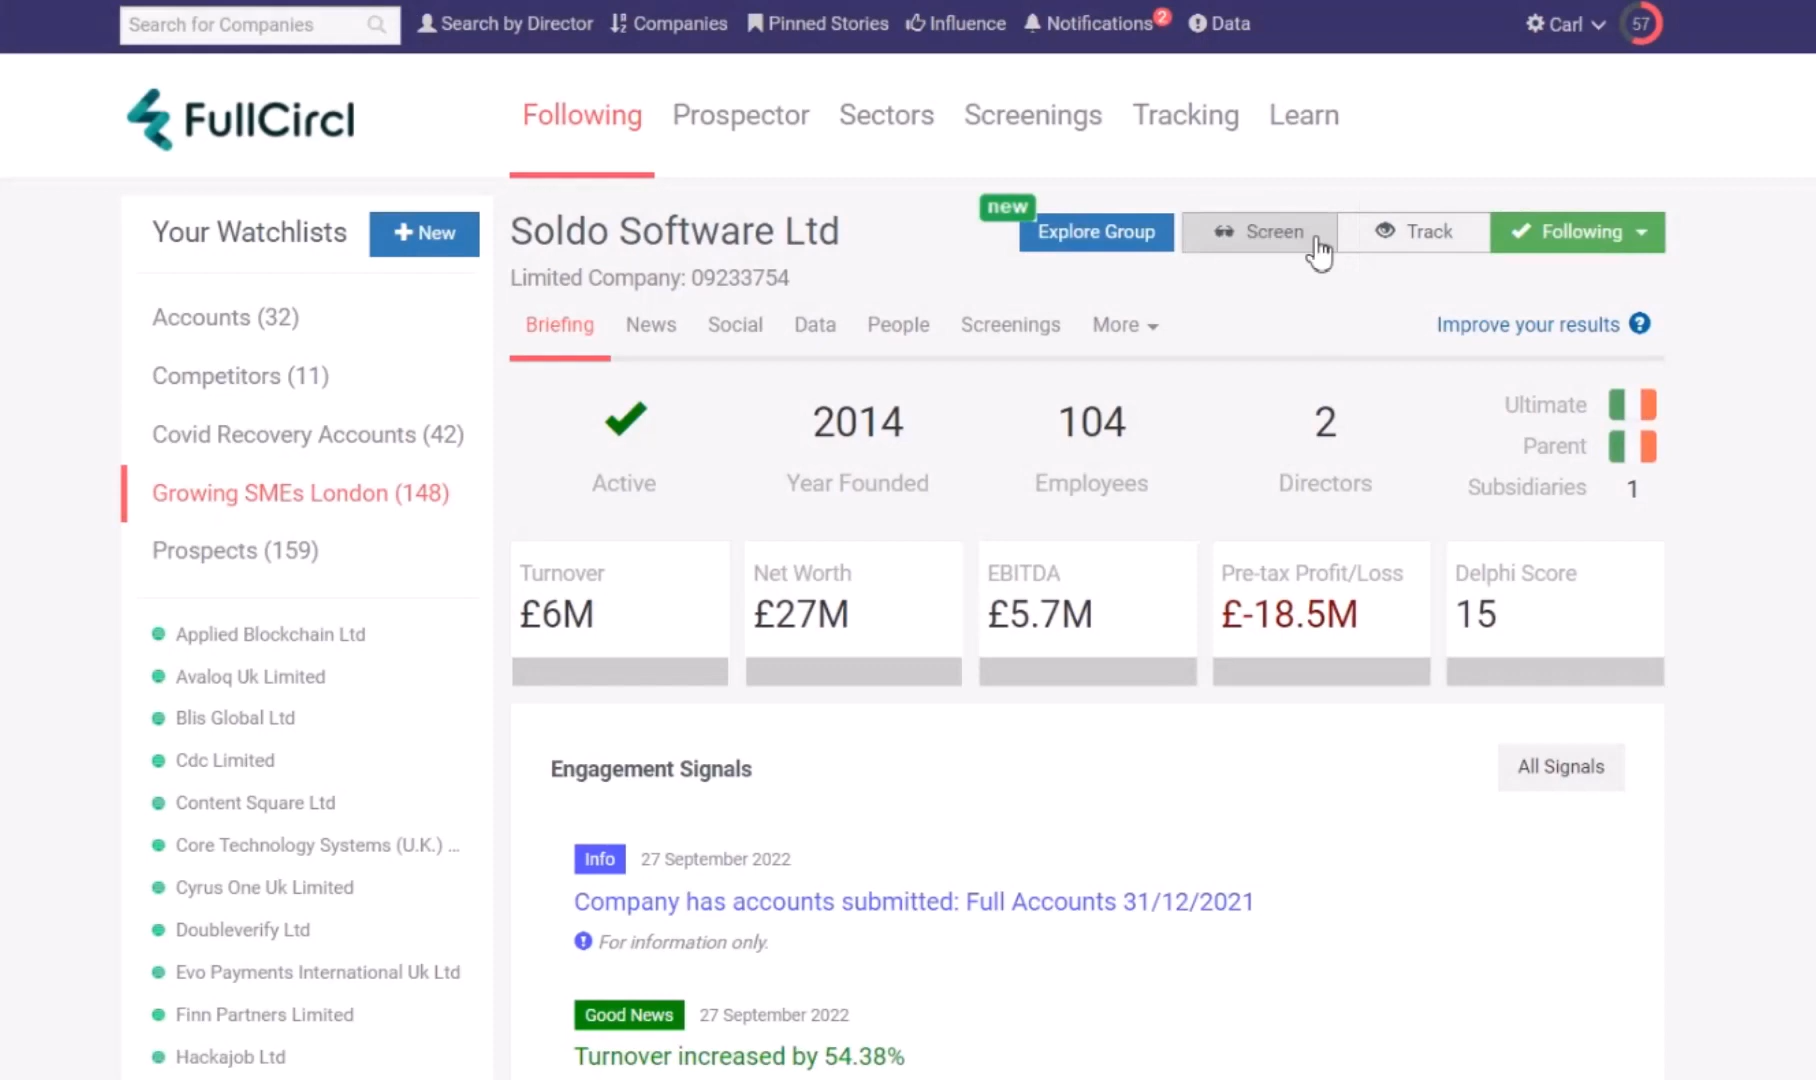 Search for Companies
Search by Director
Companies
Pinned Stories
Influence
Notifications 2
Data
Carl
57
FullCircl
Following
Prospector
Sectors
Screenings
Tracking
Learn
Your Watchlists
+ New
Accounts (32)
Competitors (11)
Covid Recovery Accounts (42)
Growing SMEs London (148)
Prospects (159)
Applied Blockchain Ltd
Avaloq Uk Limited
Blis Global Ltd
Cdc Limited
Content Square Ltd
Core Technology Systems (U.K.) ...
Cyrus One Uk Limited
Doubleverify Ltd
Evo Payments International Uk Ltd
Finn Partners Limited
Hackajob Ltd
Soldo Software Ltd
new
Explore Group
Screen
Track
Following
Limited Company: 09233754
Briefing
News
Social
Data
People
Screenings
More
Improve your results ?
Active
2014
Year Founded
104
Employees
2
Directors
Ultimate
Parent
Subsidiaries 1
Turnover
£6M
Net Worth
£27M
EBITDA
£5.7M
Pre-tax Profit/Loss
£-18.5M
Delphi Score
15
Engagement Signals
All Signals
Info 27 September 2022
Company has accounts submitted: Full Accounts 31/12/2021
For information only.
Good News 27 September 2022
Turnover increased by 54.38%